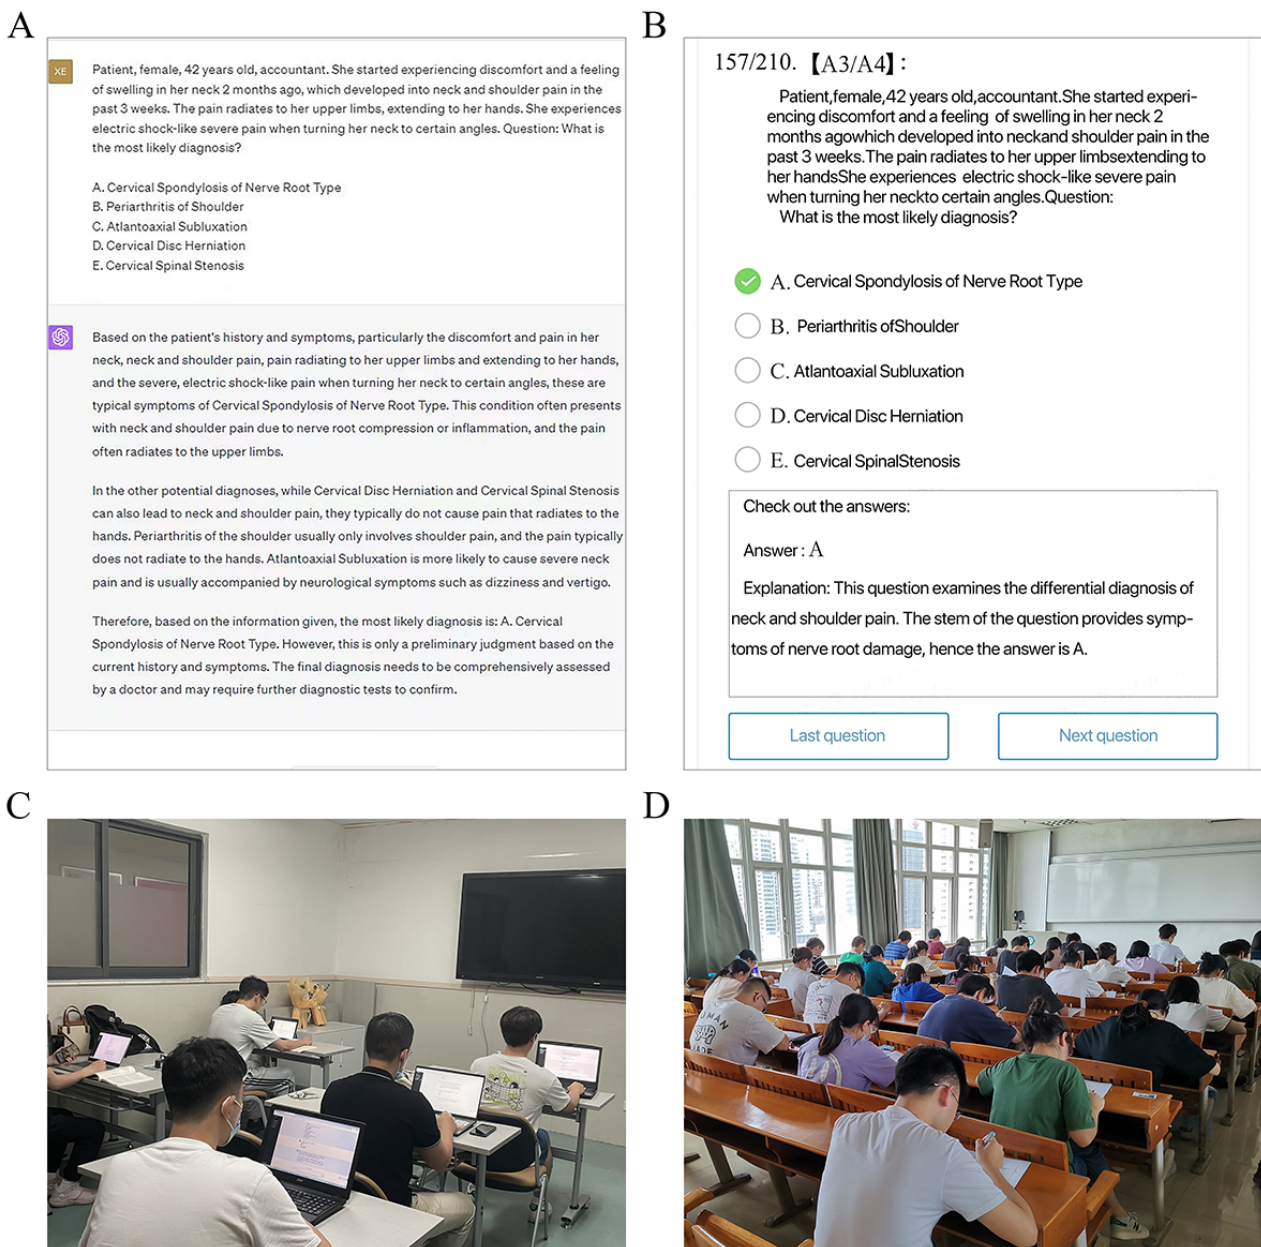 A
XE
Patient, female, 42 years old, accountant. She started experiencing discomfort and a feeling
of swelling in her neck 2 months ago, which developed into neck and shoulder pain in the
past 3 weeks. The pain radiates to her upper limbs, extending to her hands. She experiences
electric shock-like severe pain when turning her neck to certain angles. Question: What is
the most likely diagnosis?
A. Cervical Spondylosis of Nerve Root Type
B. Periarthritis of Shoulder
C. Atlantoaxial Subluxation
D. Cervical Disc Herniation
E. Cervical Spinal Stenosis
Based on the patient's history and symptoms, particularly the discomfort and pain in her
neck, neck and shoulder pain, pain radiating to her upper limbs and extending to her hands,
and the severe, electric shock-like pain when turning her neck to certain angles, these are
typical symptoms of Cervical Spondylosis of Nerve Root Type. This condition often presents
with neck and shoulder pain due to nerve root compression or inflammation, and the pain
often radiates to the upper limbs.
In the other potential diagnoses, while Cervical Disc Herniation and Cervical Spinal Stenosis
can also lead to neck and shoulder pain, they typically do not cause pain that radiates to the
hands. Periarthritis of the shoulder usually only involves shoulder pain, and the pain typically
does not radiate to the hands. Atlantoaxial Subluxation is more likely to cause severe neck
pain and is usually accompanied by neurological symptoms such as dizziness and vertigo.
Therefore, based on the information given, the most likely diagnosis is: A. Cervical
Spondylosis of Nerve Root Type. However, this is only a preliminary judgment based on the
current history and symptoms. The final diagnosis needs to be comprehensively assessed
by a doctor and may require further diagnostic tests to confirm.
B
157/210.【A3/A4】:
Patient,female,42 years old,accountant.She started experi-
encing discomfort and a feeling of swelling in her neck 2
months agowhich developed into neckand shoulder pain in the
past 3 weeks.The pain radiates to her upper limbsextending to
her handsShe experiences electric shock-like severe pain
when turning her neckto certain angles.Question:
What is the most likely diagnosis?
A. Cervical Spondylosis of Nerve Root Type
B. Periarthritis ofShoulder
C. Atlantoaxial Subluxation
D. Cervical Disc Herniation
E. Cervical SpinalStenosis
Check out the answers:
Answer : A
Explanation: This question examines the differential diagnosis of
neck and shoulder pain. The stem of the question provides symp-
toms of nerve root damage, hence the answer is A.
Last question
Next question
C
D